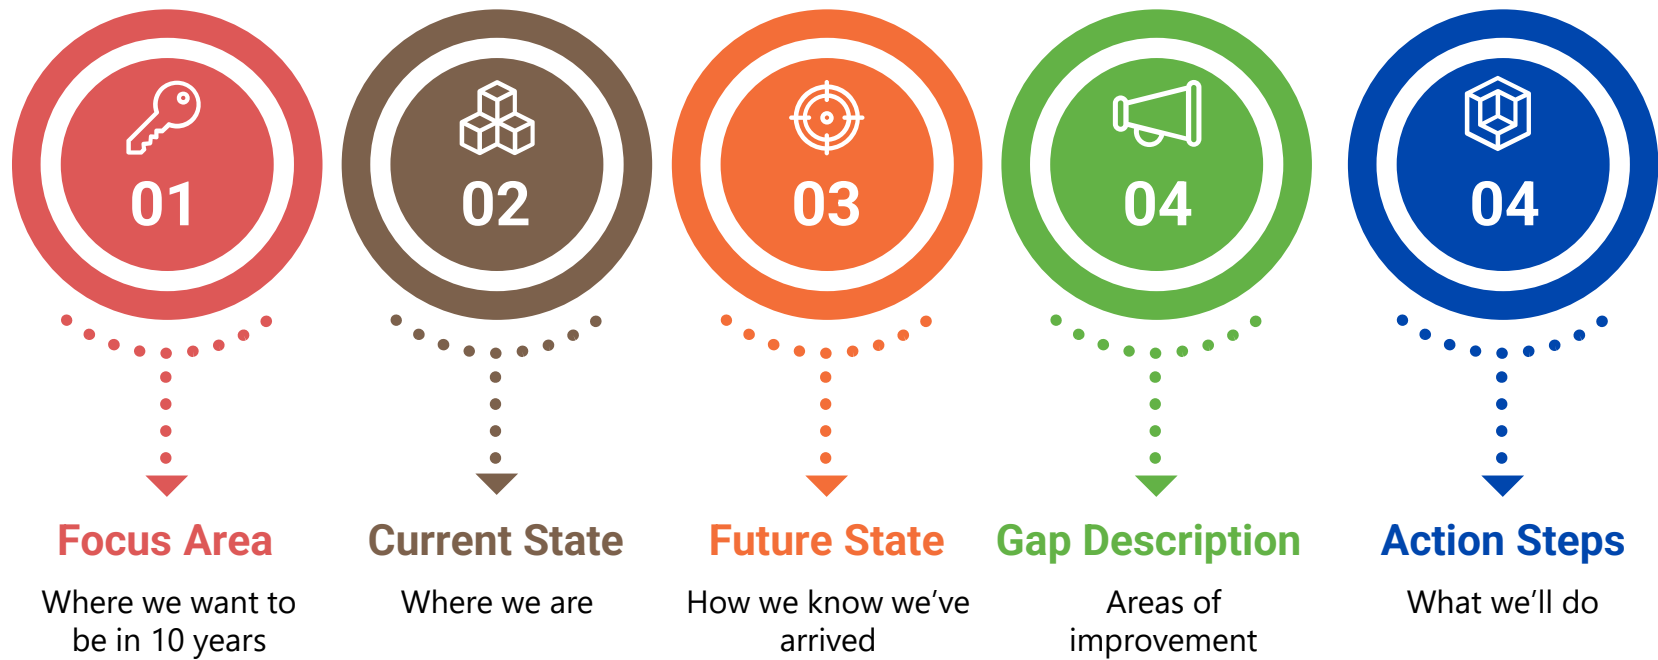 01
02
03
04
04
Focus Area
Current State
Future State
Gap Description
Action Steps
Where we want to
be in 10 years
Where we are
How we know we've
arrived
Areas of
improvement
What we'll do